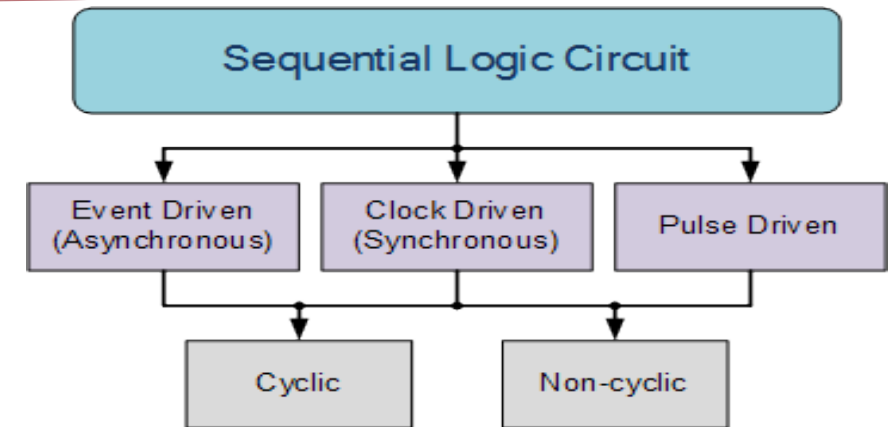 Sequential Logic Circuit
Event Driven
(Asynchronous)
Clock Driven
(Synchronous)
Pulse Driven
Cyclic
Non-cyclic